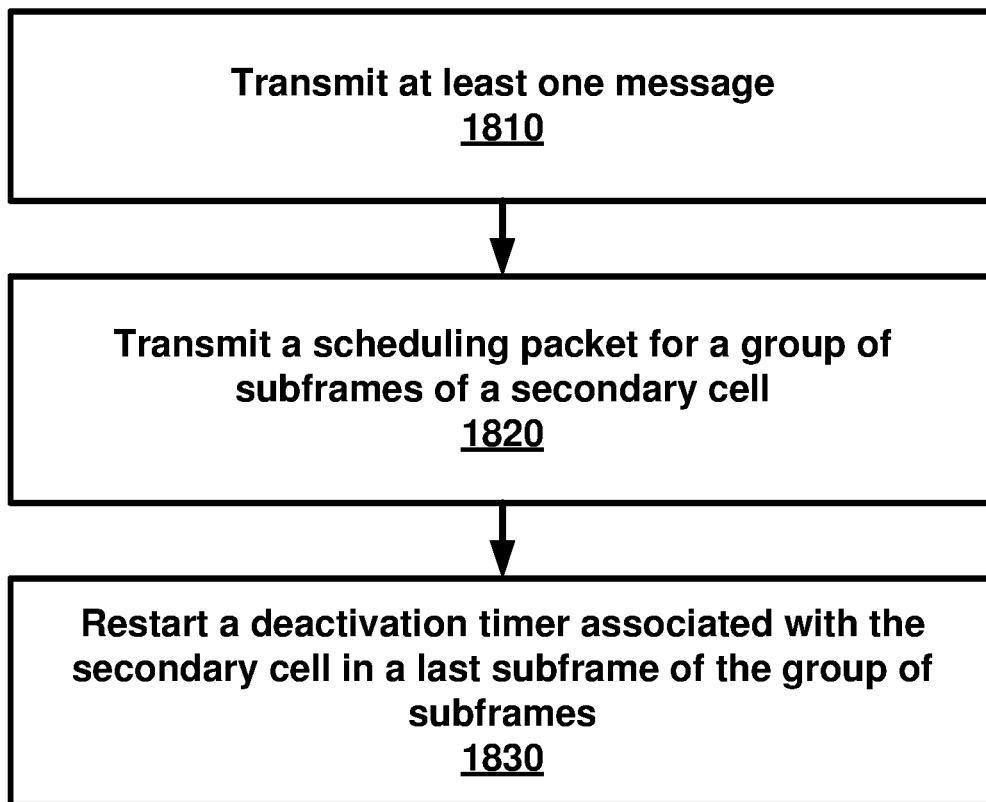 Transmit at least one message
1810
Transmit a scheduling packet for a group of
subframes of a secondary cell
1820
Restart a deactivation timer associated with the
secondary cell in a last subframe of the group of
subframes
1830